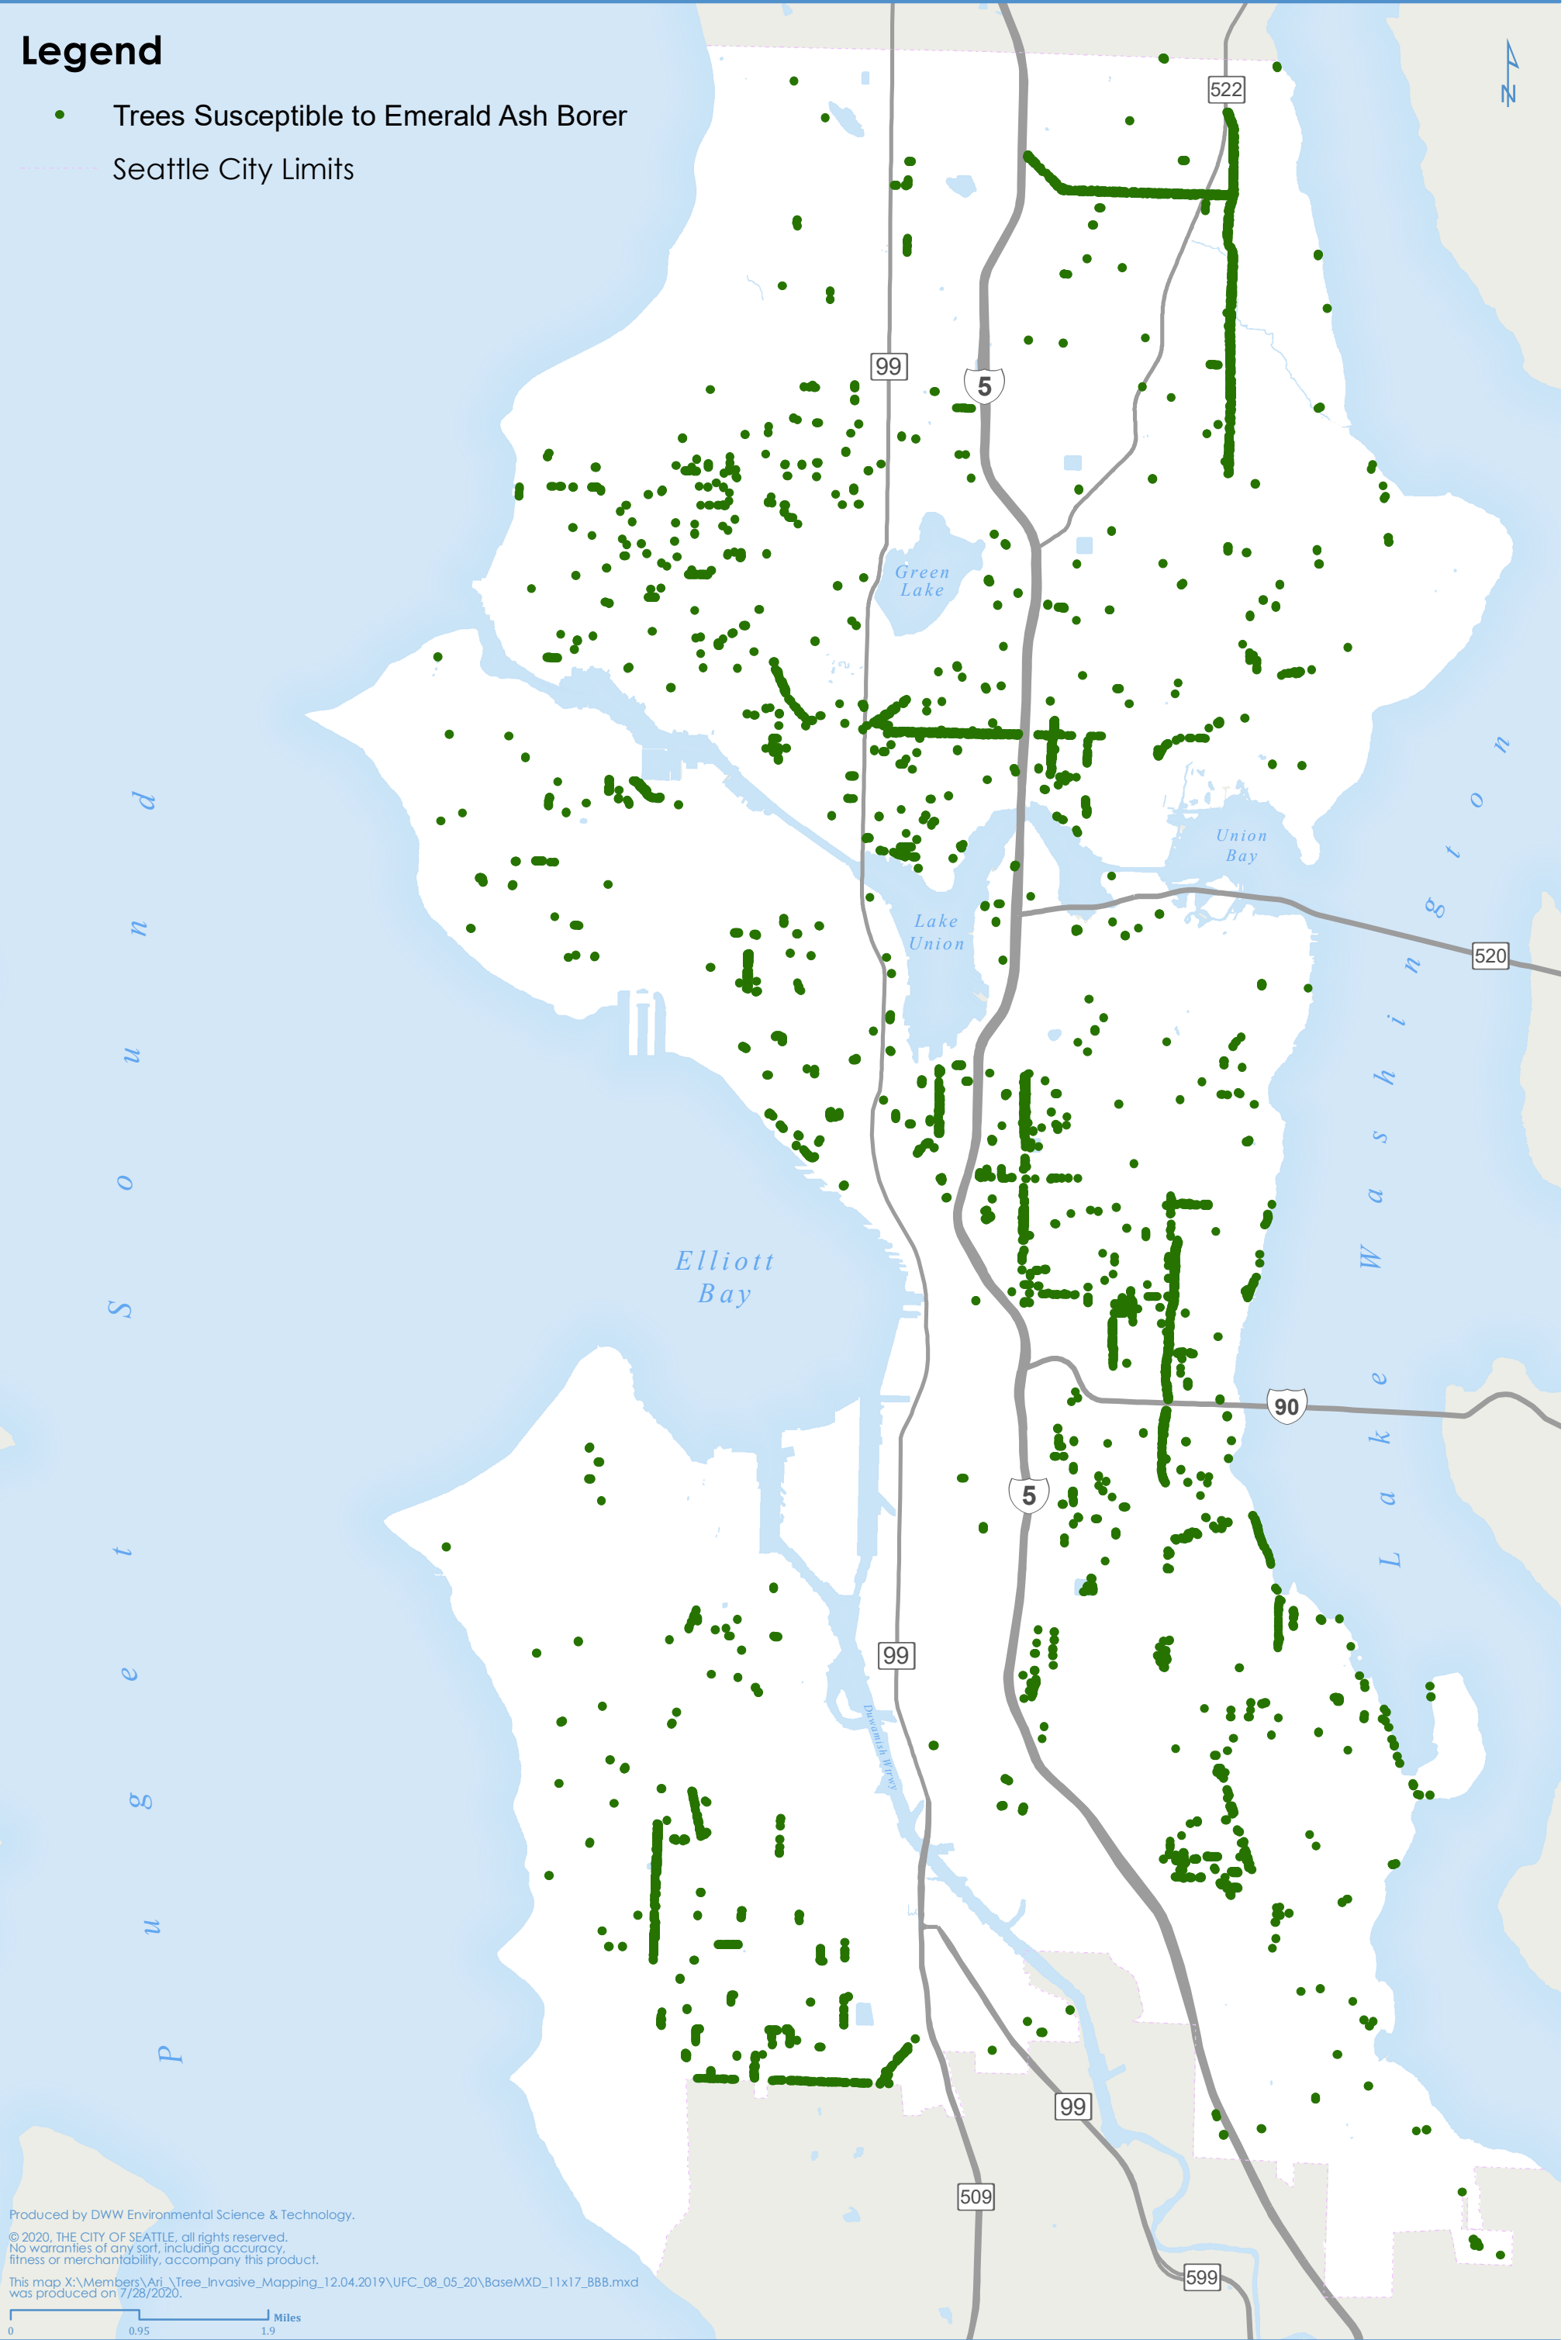 Legend
Trees Susceptible to Emerald Ash Borer
Seattle City Limits
N
522
99
5
Green
Lake
Union
Bay
Lake
Union
520
Puget Sound
Lake Washington
Elliott
Bay
90
5
99
Duwamish Wtrwy
99
509
599
Produced by DWW Environmental Science & Technology.
© 2020, THE CITY OF SEATTLE, all rights reserved.
No warranties of any sort, including accuracy,
fitness or merchantability, accompany this product.
This map X:\Members\Ari_\Tree_Invasive_Mapping_12.04.2019\UFC_08_05_20\BaseMXD_11x17_BBB.mxd
was produced on 7/28/2020.
Miles
0 0.95 1.9